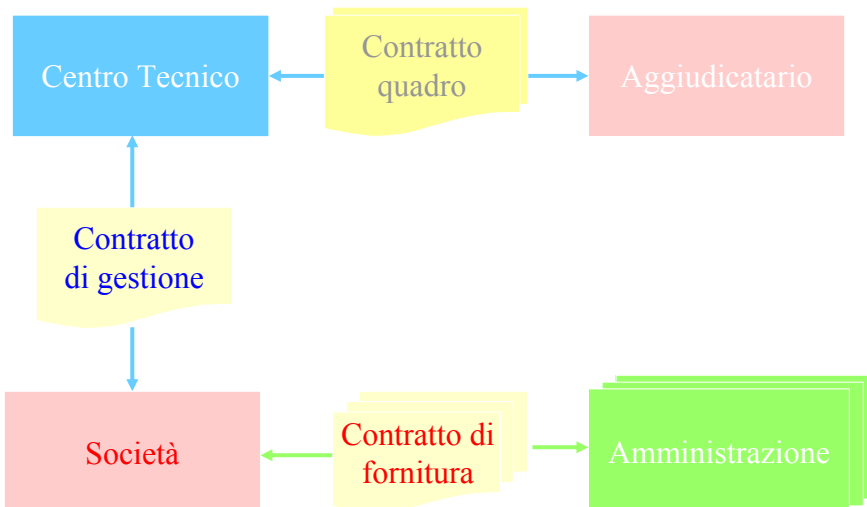 Centro Tecnico
Contratto
quadro
Aggiudicatario
Contratto
di gestione
Società
Contratto di
fornitura
Amministrazione